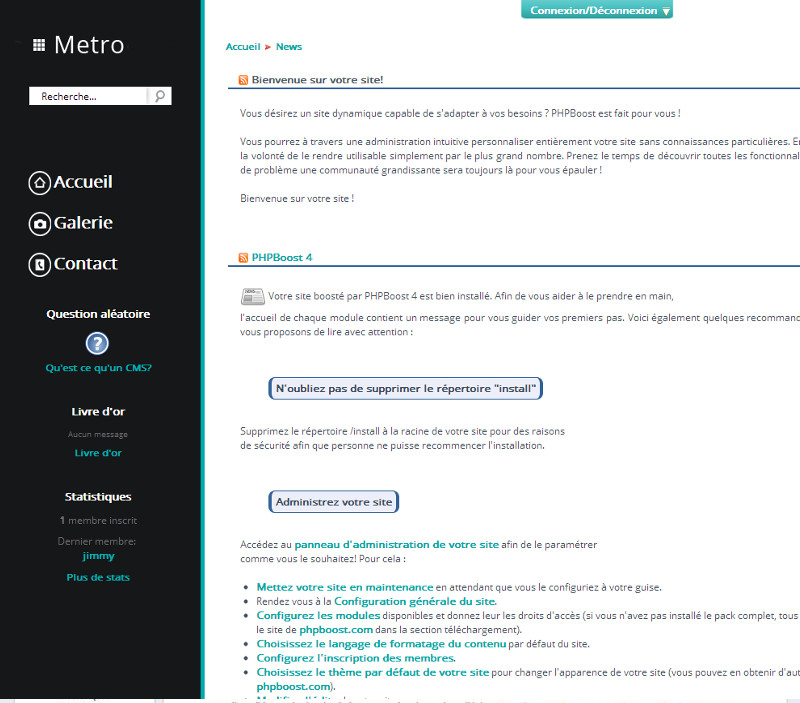 Connexion/Déconnexion
Metro
Recherche...
Accueil
Galerie
Contact
Question aléatoire
?
Qu'est ce qu'un CMS?
Livre d'or
Aucun message
Livre d'or
Statistiques
1 membre inscrit
Dernier membre:
jimmy
Plus de stats
Accueil ► News
Bienvenue sur votre site!
Vous désirez un site dynamique capable de s'adapter à vos besoins ? PHPBoost est fait pour vous !
Vous pourrez à travers une administration intuitive personnaliser entièrement votre site sans connaissances particulières.
la volonté de le rendre utilisable simplement par le plus grand nombre. Prenez le temps de découvrir toutes les
de problème une communauté grandissante sera toujours là pour vous épauler !
Bienvenue sur votre site !
PHPBoost 4
Votre site boosté par PHPBoost 4 est bien installé. Afin de vous aider à le prendre en main,
l'accueil de chaque module contient un message pour vous guider vos premiers pas. Voici également quelques
vous proposons de lire avec attention :
N'oubliez pas de supprimer le répertoire "install"
Supprimez le répertoire /install à la racine de votre site pour des raisons
de sécurité afin que personne ne puisse recommencer l'installation.
Administrez votre site
Accédez au panneau d'administration de votre site afin de le paramétrer
comme vous le souhaitez! Pour cela :
• Mettez votre site en maintenance en attendant que vous le configuriez à votre guise.
• Rendez vous à la Configuration générale du site.
• Configurez les modules disponibles et donnez leur les droits d'accès (si vous n'avez pas installé le pack complet, tous
le site de phpboost.com dans la section téléchargement).
• Choisissez le langage de formatage du contenu par défaut du site.
• Configurez l'inscription des membres.
• Choisissez le thème par défaut de votre site pour changer l'apparence de votre site (vous pouvez en obtenir
phpboost.com).